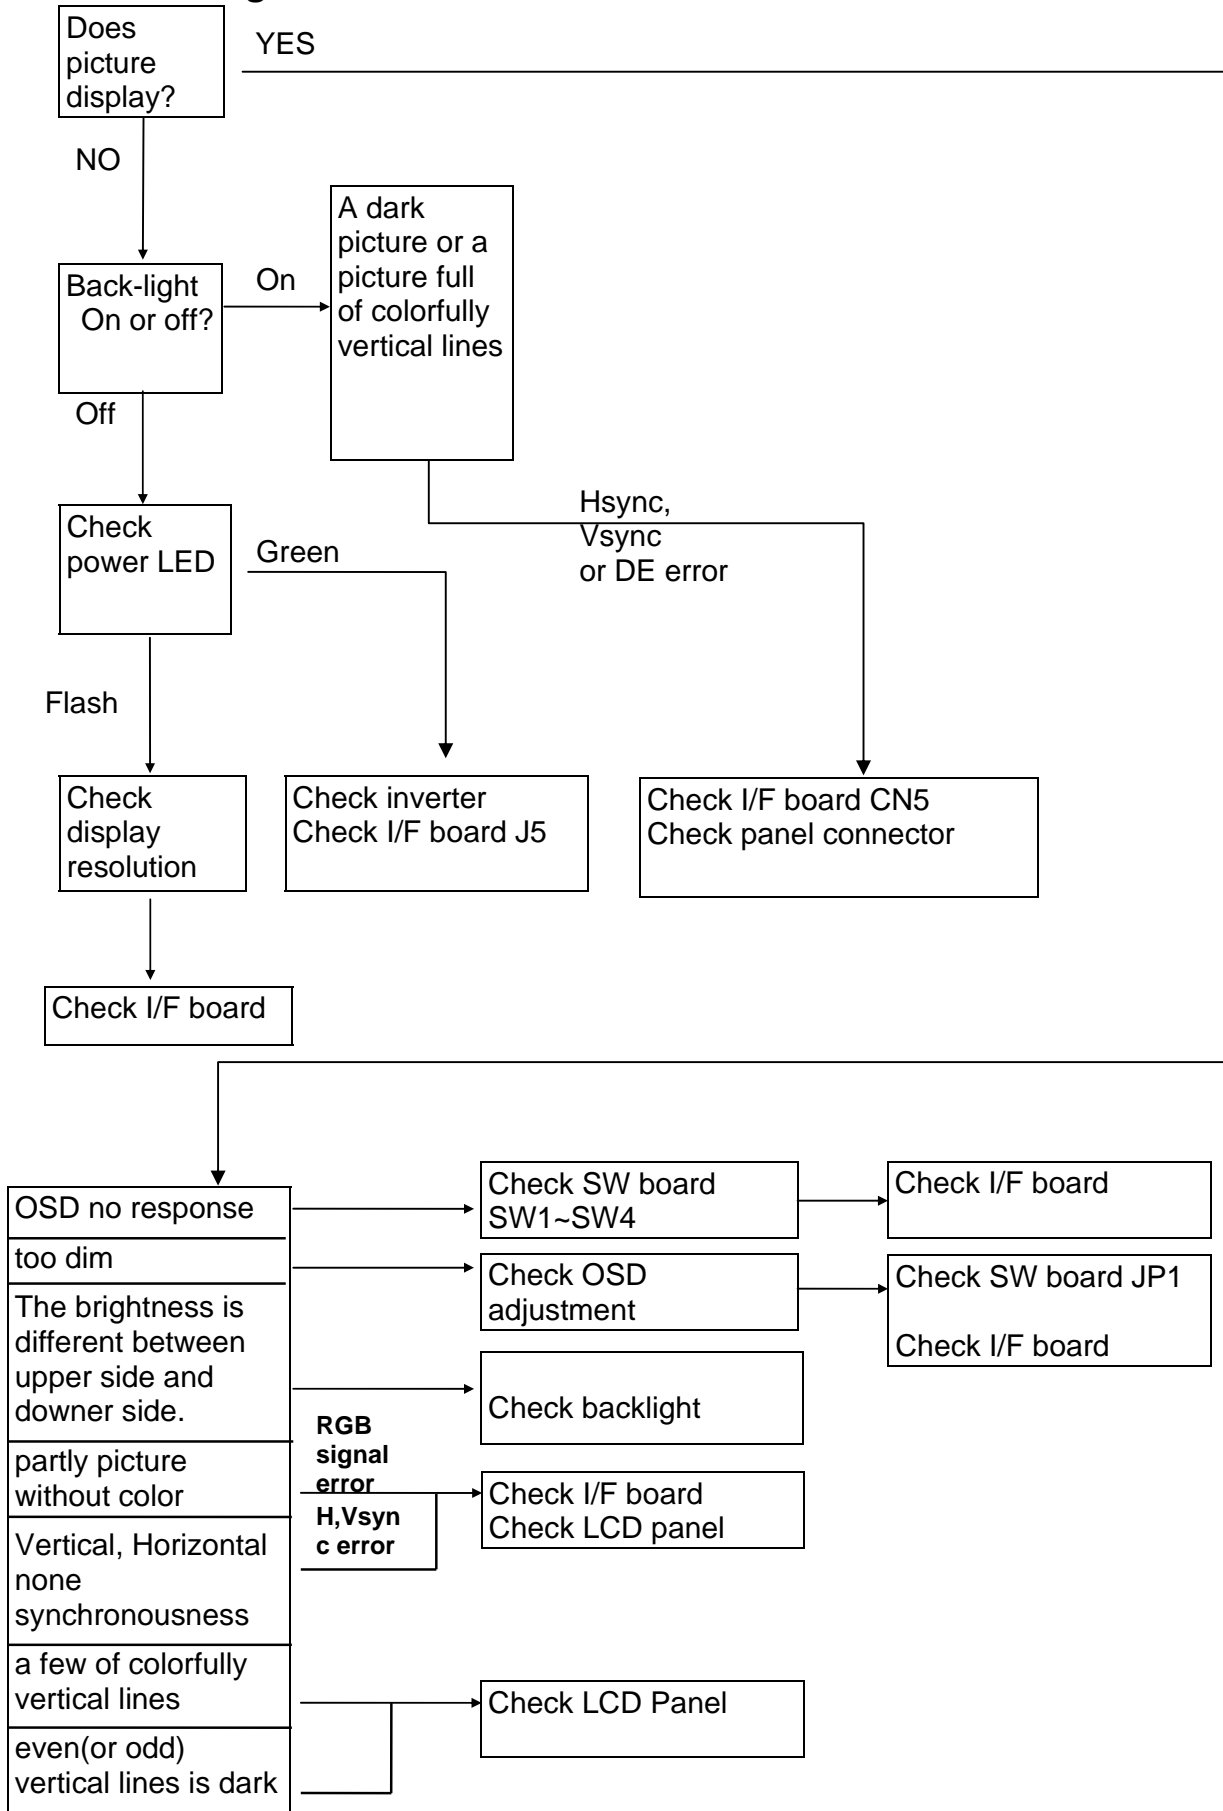 Does
picture
display?
YES
NO
A dark
picture or a
picture full
of colorfully
vertical lines
Back-light
On or off?
On
Off
Hsync,
Vsync
or DE error
Check
power LED
Green
Flash
Check
display
resolution
Check inverter
Check I/F board J5
Check I/F board CN5
Check panel connector
Check I/F board
OSD no response
Check SW board
SW1~SW4
Check I/F board
too dim
Check OSD
adjustment
Check SW board JP1
Check I/F board
The brightness is
different between
upper side and
downer side.
Check backlight
RGB
signal
error
partly picture
without color
H,Vsyn
c error
Check I/F board
Check LCD panel
Vertical, Horizontal
none
synchronousness
a few of colorfully
vertical lines
Check LCD Panel
even(or odd)
vertical lines is dark